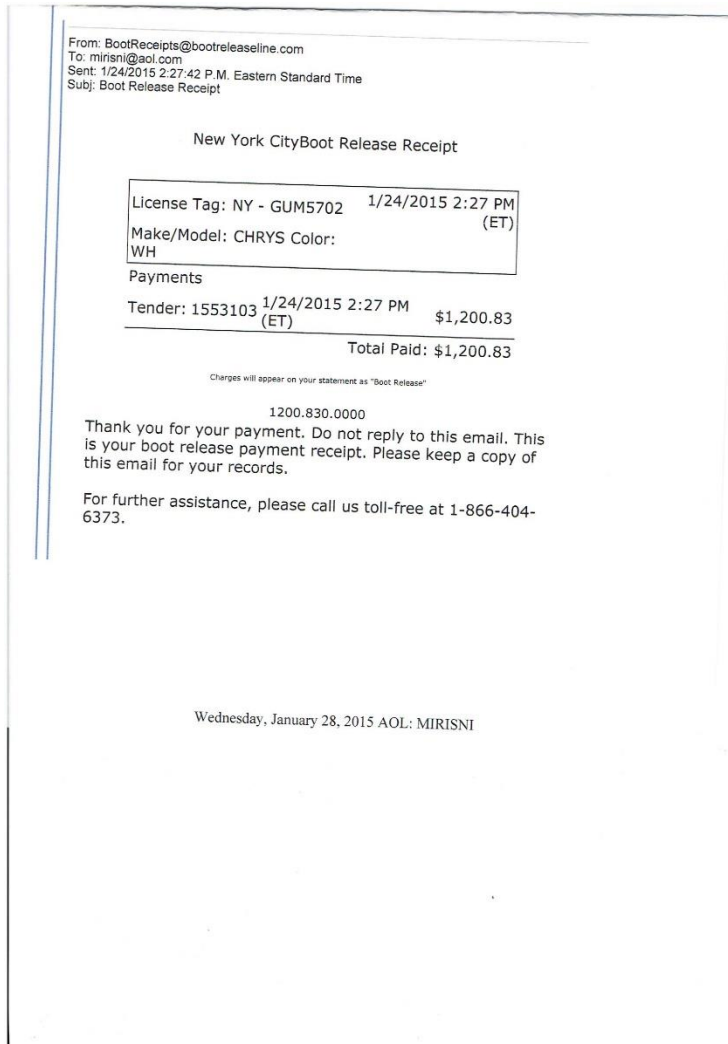 From: BootReceipts@bootreleaseline.com
To: mirisni@aol.com
Sent: 1/24/2015 2:27:42 P.M. Eastern Standard Time
Subj: Boot Release Receipt
New York CityBoot Release Receipt
License Tag: NY - GUM5702 1/24/2015 2:27 PM
(ET)
Make/Model: CHRYS Color:
WH
Payments
Tender: 1553103 1/24/2015 2:27 PM
(ET) $1,200.83
Total Paid: $1,200.83
Charges will appear on your statement as "Boot Release"
1200.830.0000
Thank you for your payment. Do not reply to this email. This
is your boot release payment receipt. Please keep a copy of
this email for your records.
For further assistance, please call us toll-free at 1-866-404-
6373.
Wednesday, January 28, 2015 AOL: MIRISNI